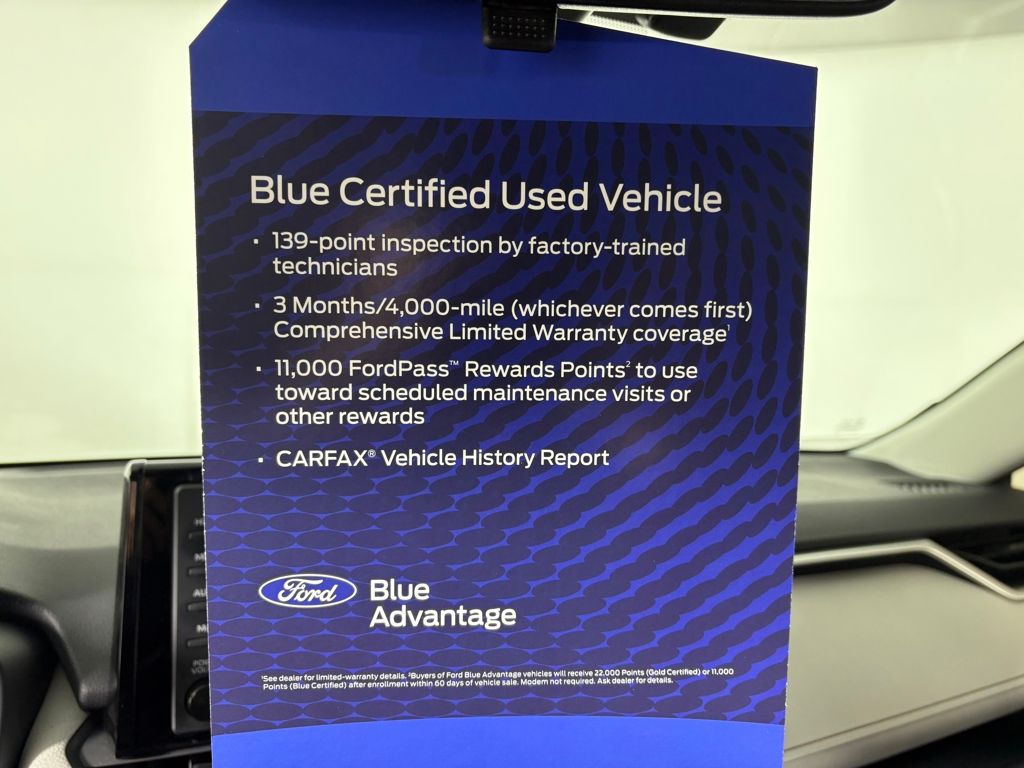 Blue Certified Used Vehicle
· 139-point inspection by factory-trained
technicians
· 3 Months/4,000-mile (whichever comes first)
Comprehensive Limited Warranty coverage¹
· 11,000 FordPass™ Rewards Points² to use
toward scheduled maintenance visits or
other rewards
· CARFAX® Vehicle History Report
Ford
Blue
Advantage
¹See dealer for limited-warranty details. ²Buyers of Ford Blue Advantage vehicles will receive 22,000 Points (Gold Certified) or 11,000
Points (Blue Certified) after enrollment within 60 days of vehicle sale. Modem not required. Ask dealer for details.